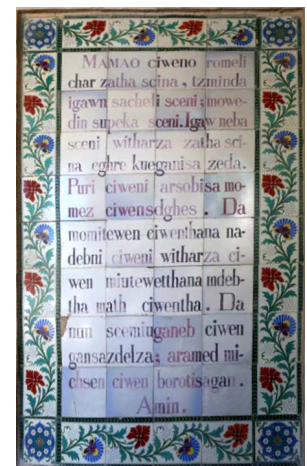 Mamao ciweno romeli
char zatha scina, tzminda
igawn sacheli sceni; mowe-
din supeka sceni. Igaw neba
sceni witharza zatha sci-
na eghre kueganisa zeda.
Puri ciweni arsobisa mo-
mez ciwensdghes. Da
momitewen ciwenthana na-
debni ciweni witharza ci-
wen miutewetthana mdeb-
tha math ciwentha. Da
nun scemiuganeb ciwen
gansazdelza; aramed mi-
chsen ciwen borotisagan.
Amin.